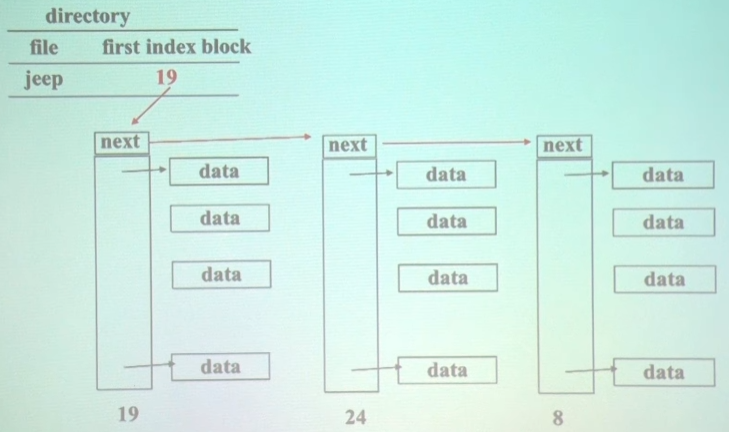 directory
file first index block
jeep 19
next next next
data data data
data data data
data data data
data data data
19 24 8